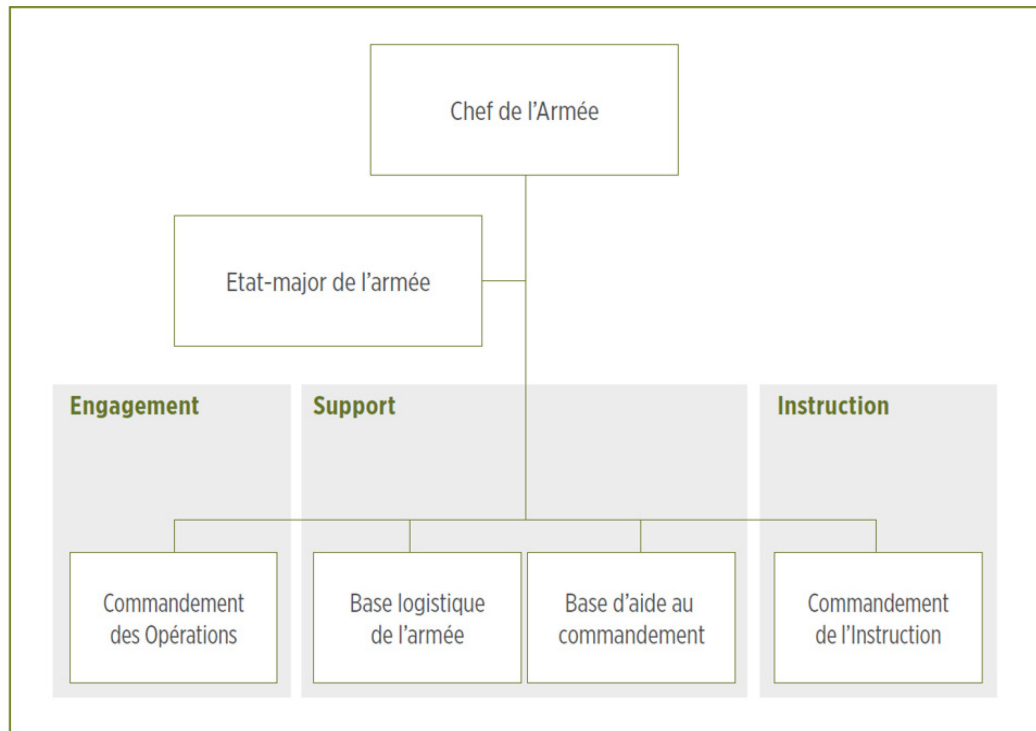 Chef de l'Armée
Etat-major de l'armée
Engagement
Support
Instruction
Commandement
des Opérations
Base logistique
de l'armée
Base d'aide au
commandement
Commandement
de l'Instruction